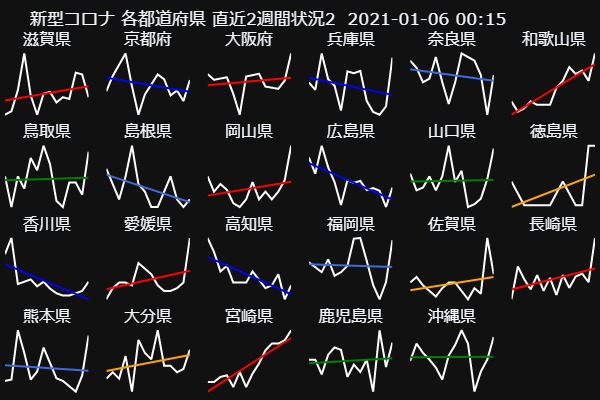 新型コロナ 各都道府県 直近2週間状況2 2021-01-06 00:15
滋賀県 京都府 大阪府 兵庫県 奈良県 和歌山県
鳥取県 島根県 岡山県 広島県 山口県 徳島県
香川県 愛媛県 高知県 福岡県 佐賀県 長崎県
熊本県 大分県 宮崎県 鹿児島県 沖縄県